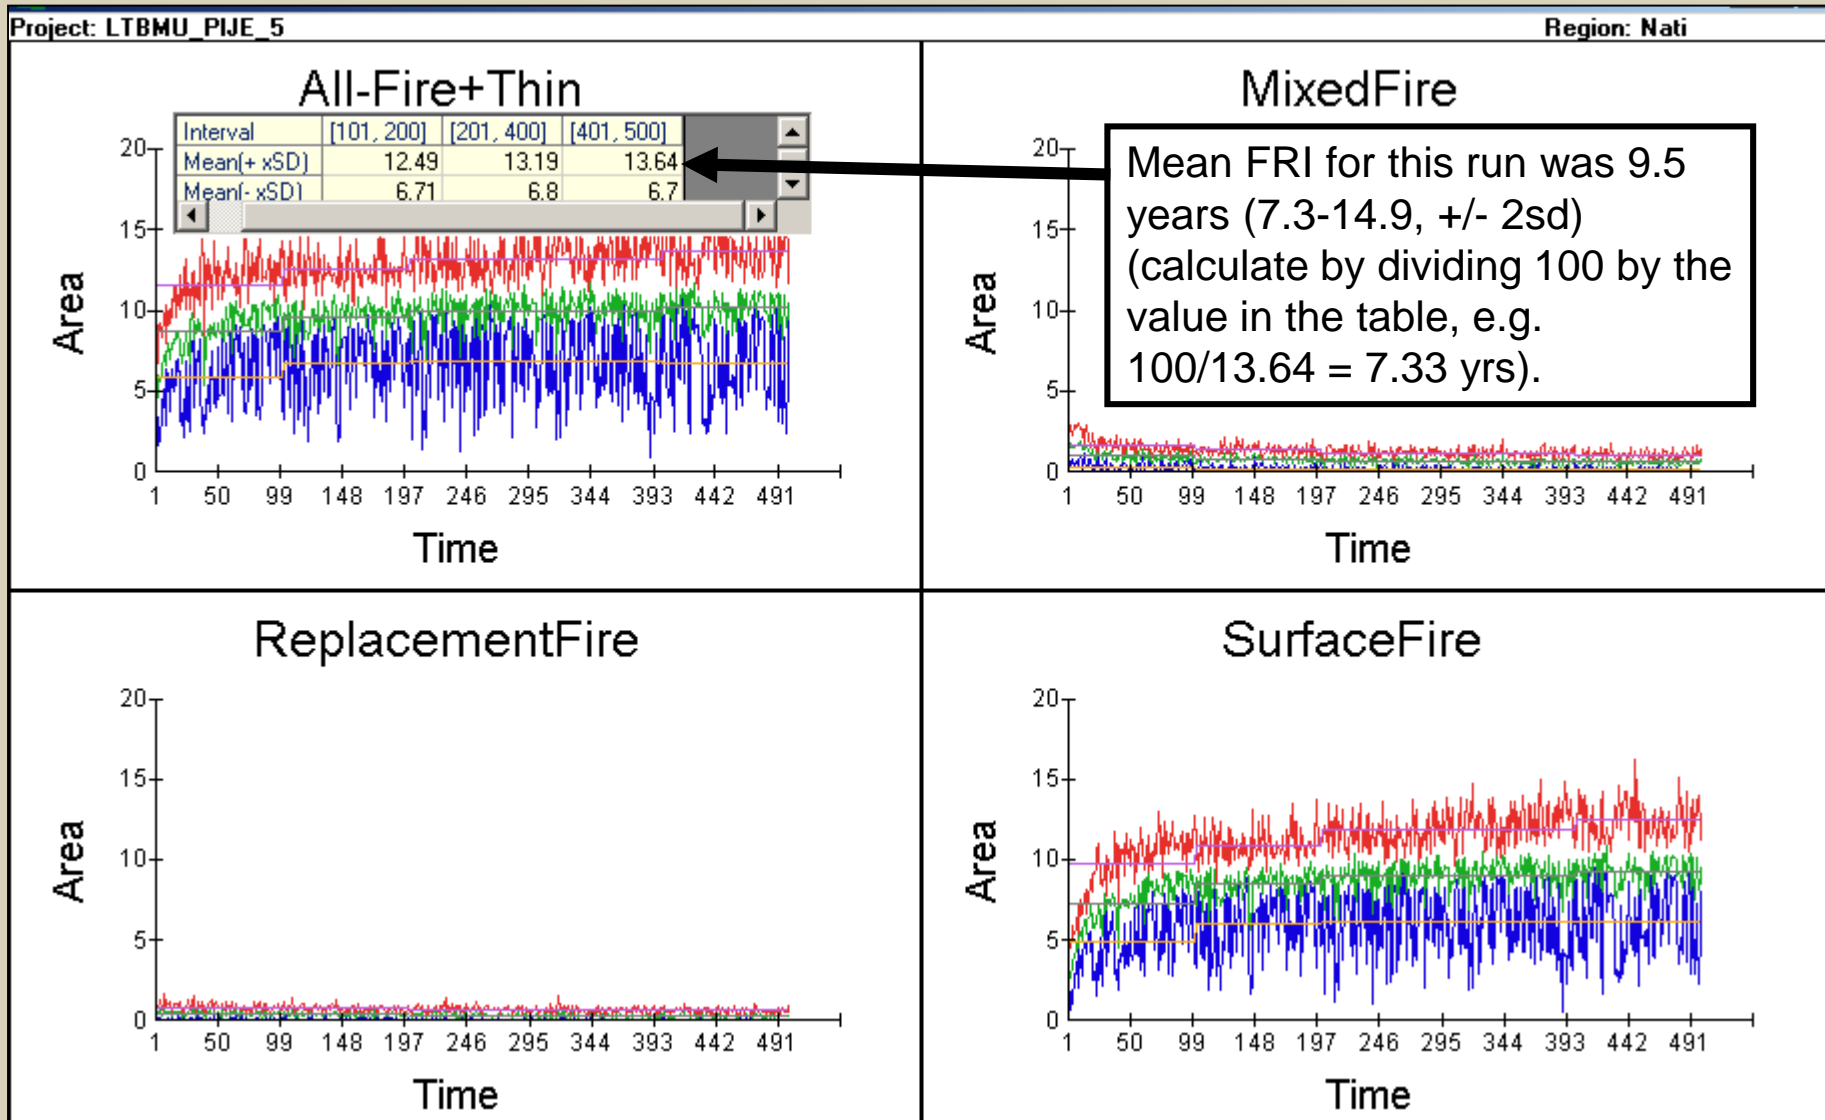 Project: LTBMU_PIJE_5 Region: Nati
All-Fire+Thin
Interval [101, 200] [201, 400] [401, 500]
Mean(+ xSD) 12.49 13.19 13.64
Mean(- xSD) 6.71 6.8 6.7
20
15
10
5
0
Area
1 50 99 148 197 246 295 344 393 442 491
Time
MixedFire
Mean FRI for this run was 9.5
years (7.3-14.9, +/- 2sd)
(calculate by dividing 100 by the
value in the table, e.g.
100/13.64 = 7.33 yrs).
20
15
10
5
0
Area
1 50 99 148 197 246 295 344 393 442 491
Time
ReplacementFire
20
15
10
5
0
Area
1 50 99 148 197 246 295 344 393 442 491
Time
SurfaceFire
20
15
10
5
0
Area
1 50 99 148 197 246 295 344 393 442 491
Time